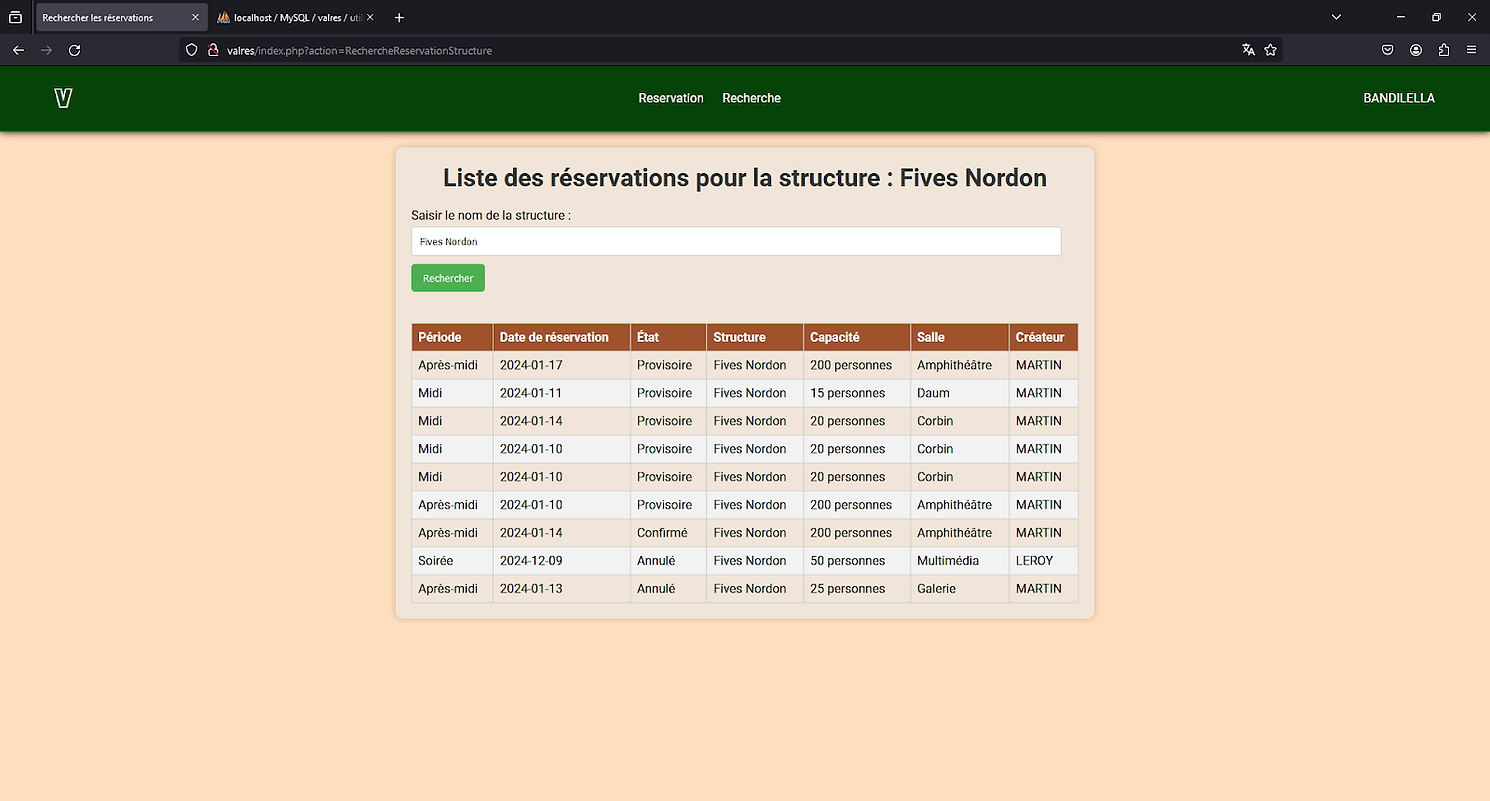 Rechercher les réservations
localhost / MySQL / valres / uti
valres/index.php?action=RechercheReservationStructure
V
Reservation Recherche
BANDILELLA
Liste des réservations pour la structure : Fives Nordon
Saisir le nom de la structure :
Fives Nordon
Rechercher
Période Date de réservation État Structure Capacité Salle Créateur
Après-midi 2024-01-17 Provisoire Fives Nordon 200 personnes Amphithéâtre MARTIN
Midi 2024-01-11 Provisoire Fives Nordon 15 personnes Daum MARTIN
Midi 2024-01-14 Provisoire Fives Nordon 20 personnes Corbin MARTIN
Midi 2024-01-10 Provisoire Fives Nordon 20 personnes Corbin MARTIN
Midi 2024-01-10 Provisoire Fives Nordon 20 personnes Corbin MARTIN
Après-midi 2024-01-10 Provisoire Fives Nordon 200 personnes Amphithéâtre MARTIN
Après-midi 2024-01-14 Confirmé Fives Nordon 200 personnes Amphithéâtre MARTIN
Soirée 2024-12-09 Annulé Fives Nordon 50 personnes Multimédia LEROY
Après-midi 2024-01-13 Annulé Fives Nordon 25 personnes Galerie MARTIN